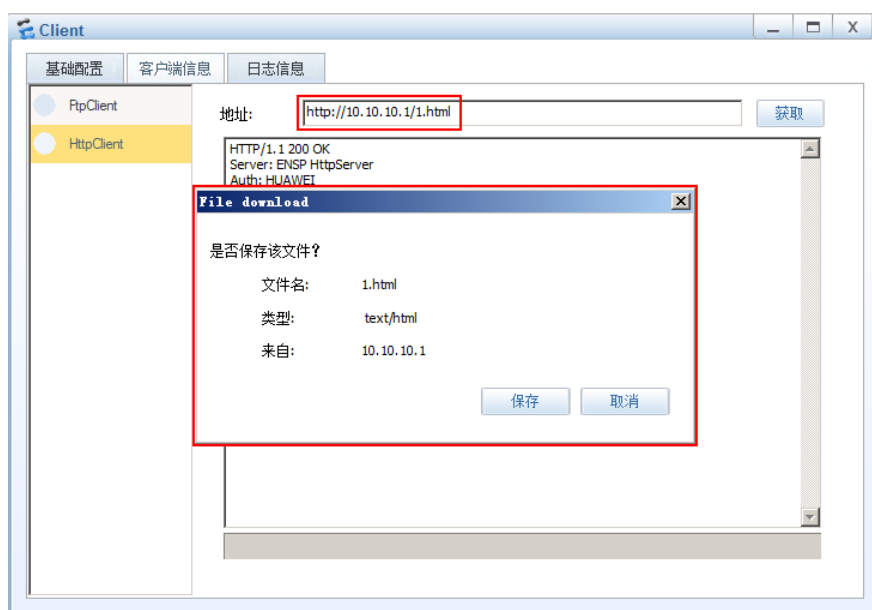 Client
基础配置 客户端信息 日志信息
FtpClient
HttpClient
地址: http://10.10.10.1/1.html 获取
HTTP/1.1 200 OK
Server: ENSP HttpServer
Auth: HUAWEI
File download
是否保存该文件?
文件名: 1.html
类型: text/html
来自: 10.10.10.1
保存 取消